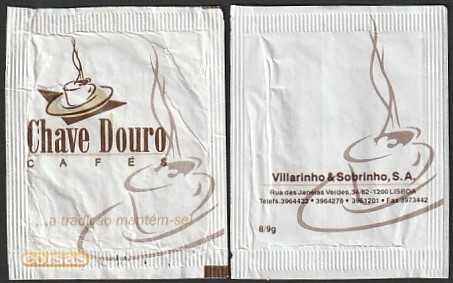 Chave Douro
CAFÉS
...a tradição mantém-se!
coisas
Villarinho & Sobrinho, S.A.
Rua das Janelas Verdes, 34/82 - 1200 LISBOA
Telefs. 3964433 • 3964278 • 3961201 • Fax 3973442
8/9g